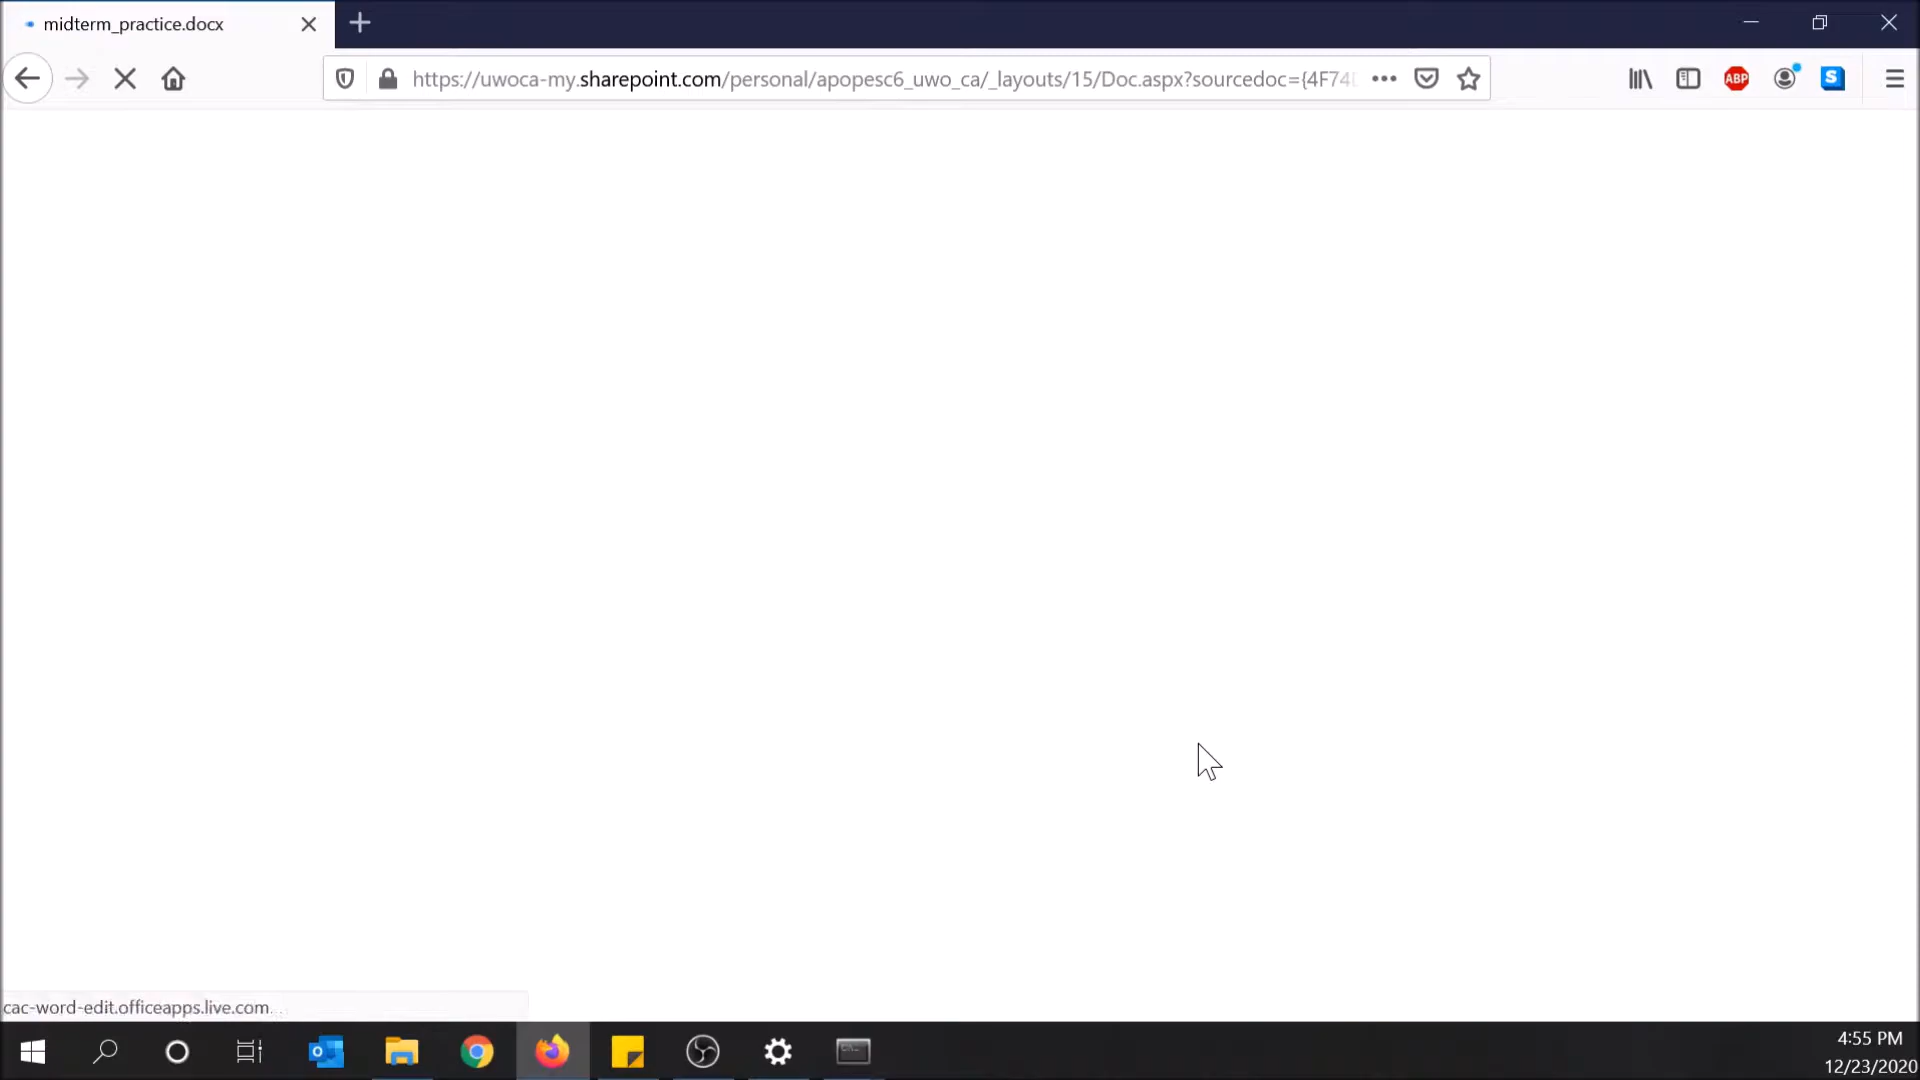 midterm_practice.docx
https://uwoca-my.sharepoint.com/personal/apopesc6_uwo_ca/_layouts/15/Doc.aspx?sourcedoc={4F74
ABP
S
cac-word-edit.officeapps.live.com...
4:55 PM
12/23/2020